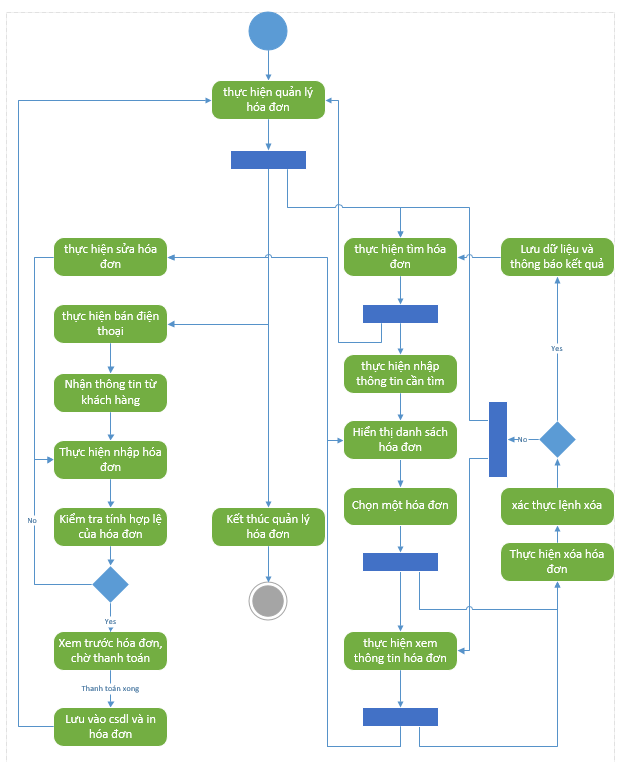 thực hiện quản lý
hóa đơn
thực hiện sửa hóa
đơn
thực hiện tìm hóa
đơn
Lưu dữ liệu và
thông báo kết quả
thực hiện bán điện
thoại
Yes
thực hiện nhập
thông tin cần tìm
Nhận thông tin từ
khách hàng
Thực hiện nhập hóa
đơn
Hiển thị danh sách
hóa đơn
No
Chọn một hóa đơn
xác thực lệnh xóa
No
Kiểm tra tính hợp lệ
của hóa đơn
Kết thúc quản lý
hóa đơn
Thực hiện xóa hóa
đơn
Yes
Xem trước hóa đơn,
chờ thanh toán
thực hiện xem
thông tin hóa đơn
Thanh toán xong
Lưu vào csdl và in
hóa đơn